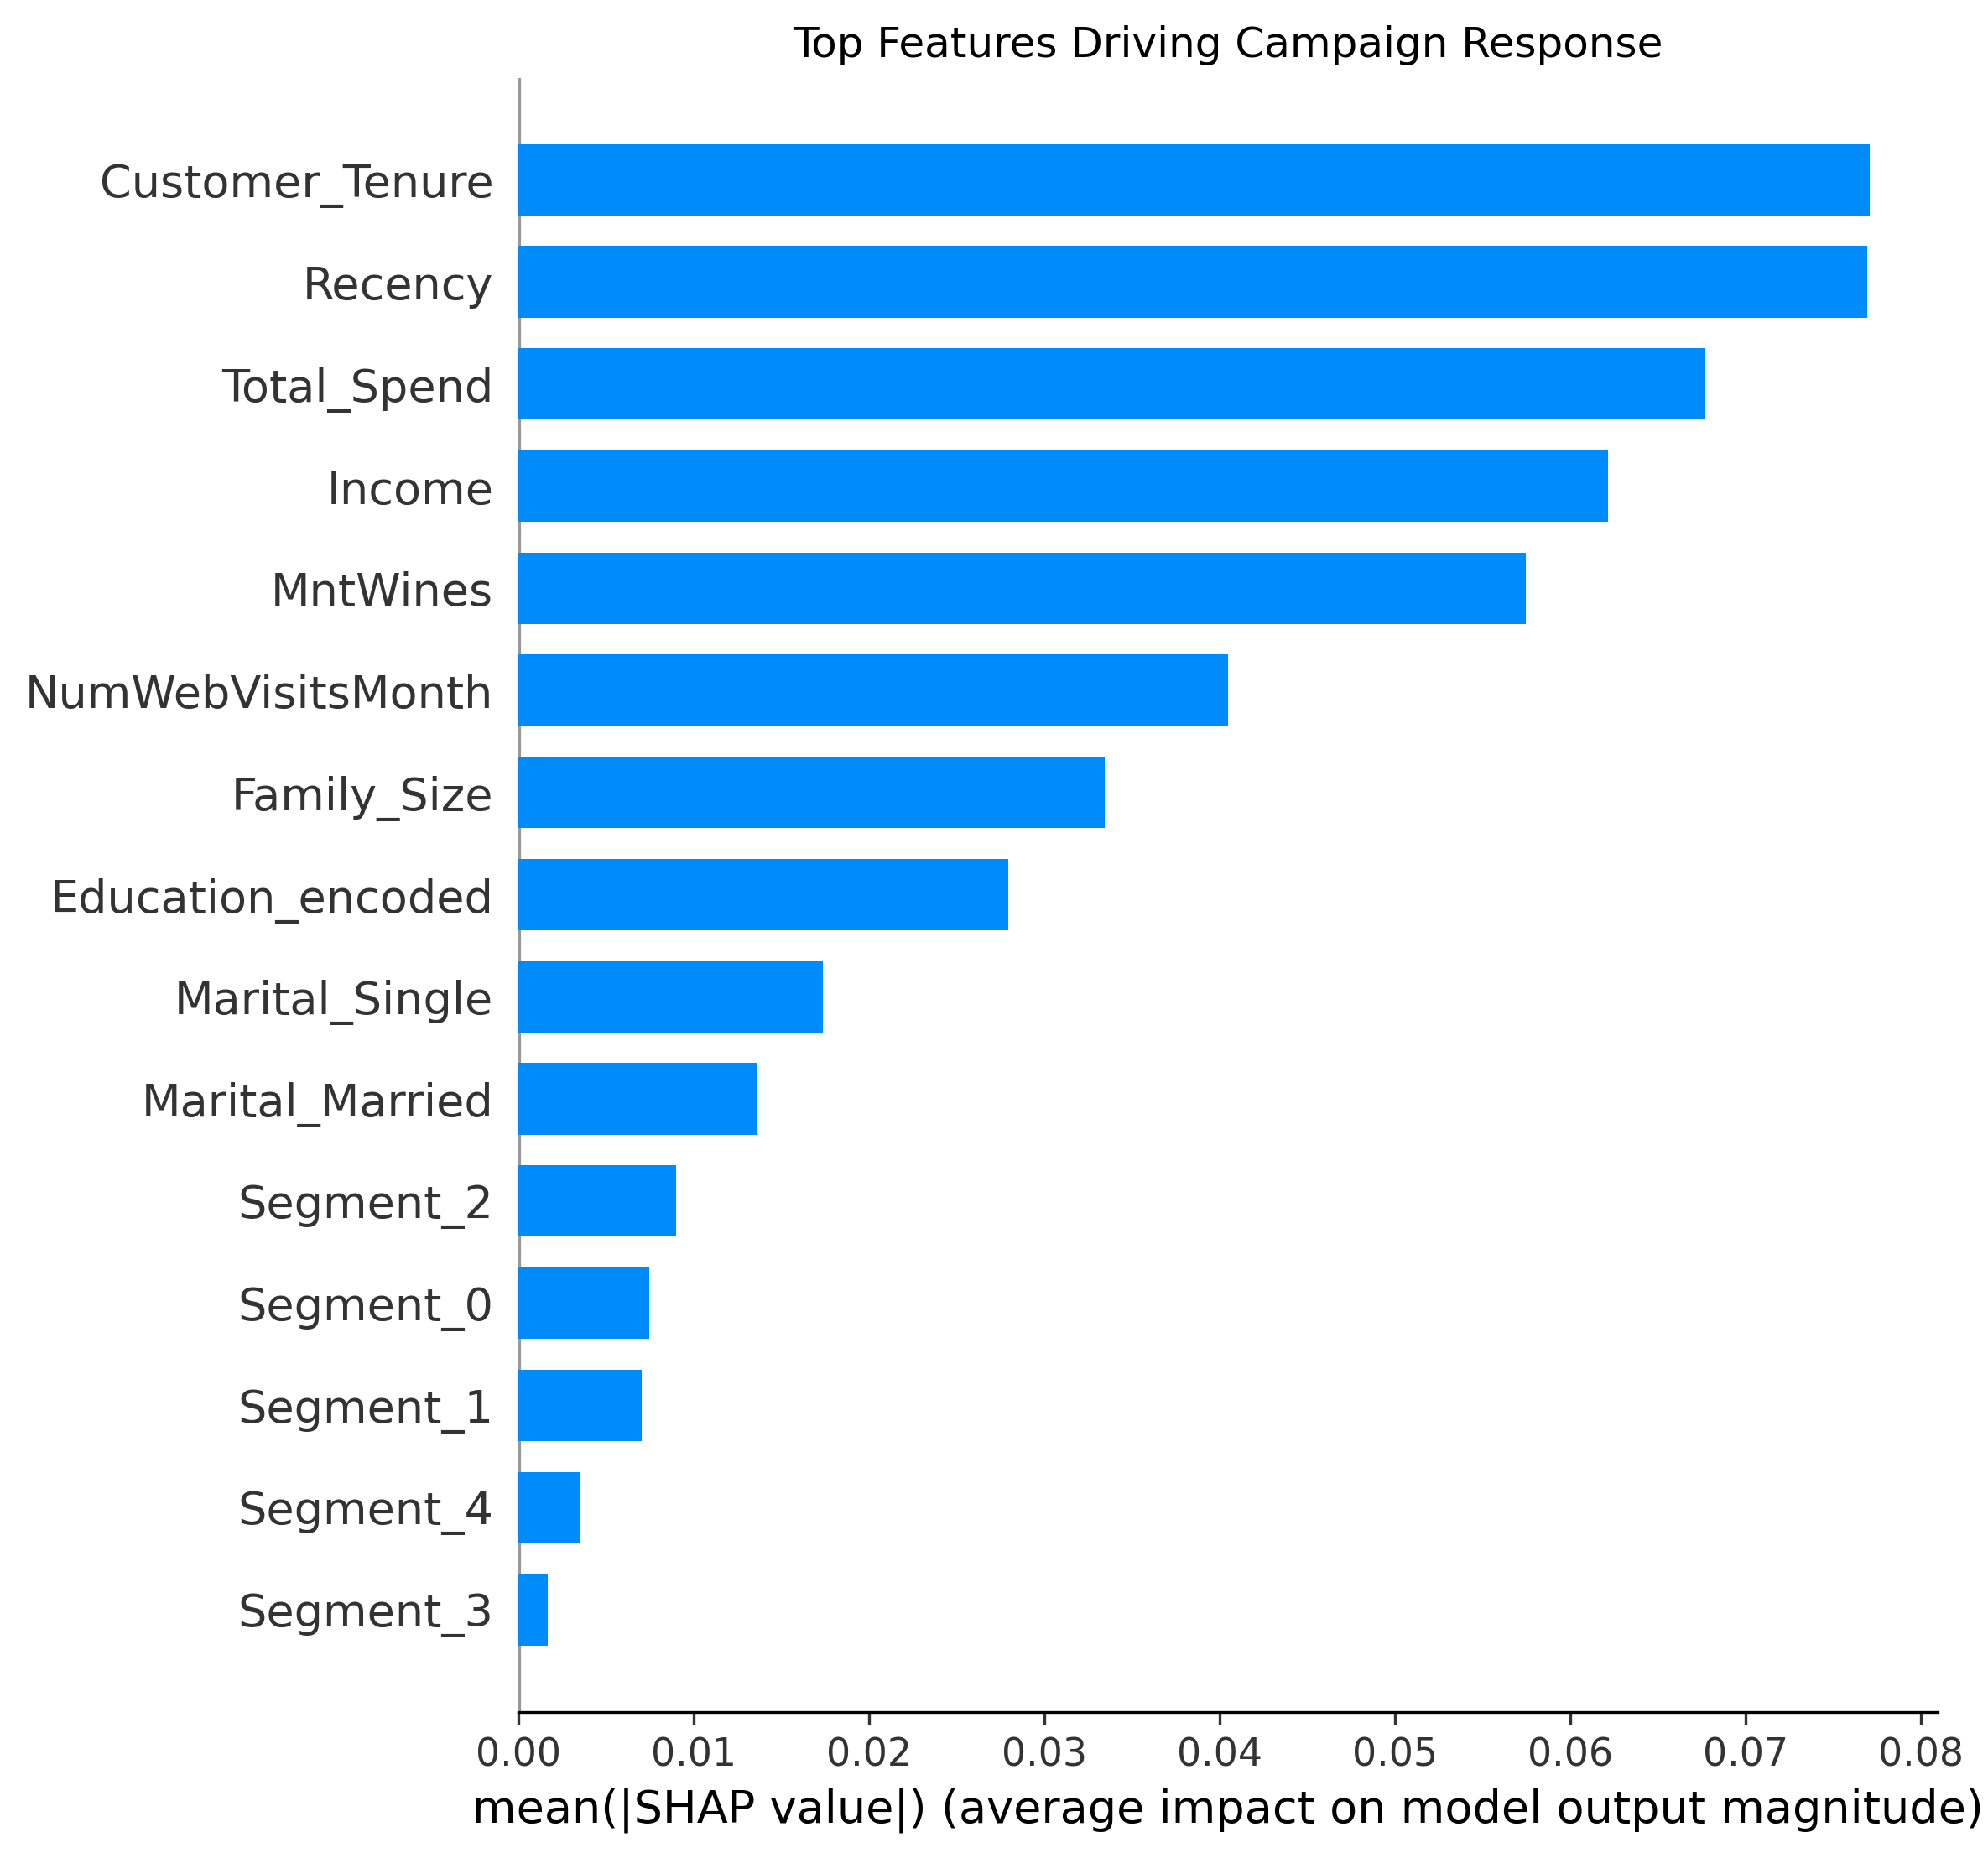 Top Features Driving Campaign Response
Customer_Tenure
Recency
Total_Spend
Income
MntWines
NumWebVisitsMonth
Family_Size
Education_encoded
Marital_Single
Marital_Married
Segment_2
Segment_0
Segment_1
Segment_4
Segment_3
0.00 0.01 0.02 0.03 0.04 0.05 0.06 0.07 0.08
mean(|SHAP value|) (average impact on model output magnitude)